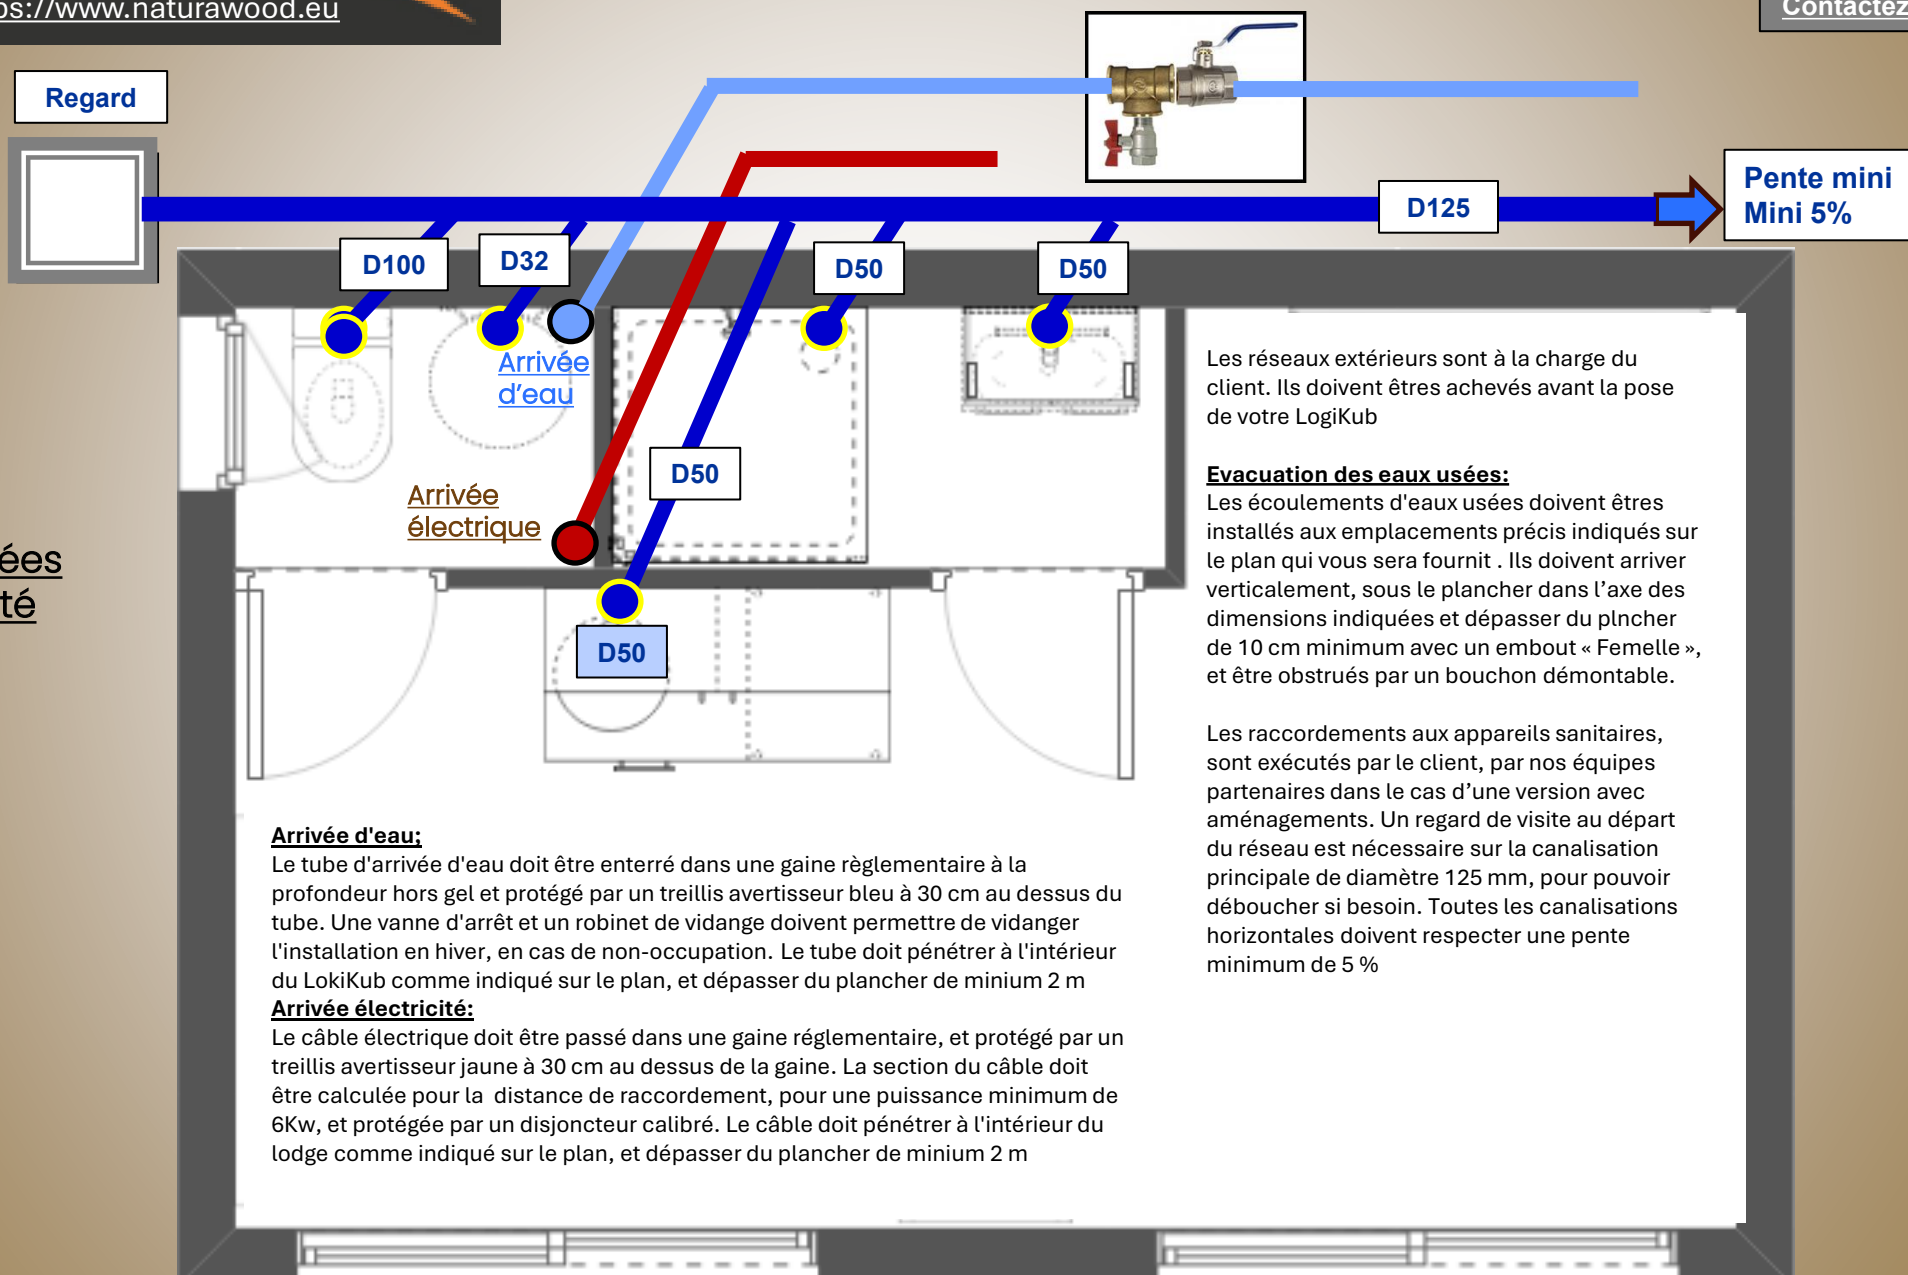 https://www.naturawood.eu
Contactez
Regard
Pente mini
Mini 5%
D125
D100
D32
D50
D50
Arrivée
d'eau
D50
Arrivée
électrique
D50
Les réseaux extérieurs sont à la charge du
client. Ils doivent êtres achevés avant la pose
de votre LogiKub
Evacuation des eaux usées:
Les écoulements d'eaux usées doivent êtres
installés aux emplacements précis indiqués sur
le plan qui vous sera fournit . Ils doivent arriver
verticalement, sous le plancher dans l’axe des
dimensions indiquées et dépasser du plncher
de 10 cm minimum avec un embout « Femelle »,
et être obstrués par un bouchon démontable.
Les raccordements aux appareils sanitaires,
sont exécutés par le client, par nos équipes
partenaires dans le cas d’une version avec
aménagements. Un regard de visite au départ
du réseau est nécessaire sur la canalisation
principale de diamètre 125 mm, pour pouvoir
déboucher si besoin. Toutes les canalisations
horizontales doivent respecter une pente
minimum de 5 %
ées
té
Arrivée d'eau;
Le tube d'arrivée d'eau doit être enterré dans une gaine règlementaire à la
profondeur hors gel et protégé par un treillis avertisseur bleu à 30 cm au dessus du
tube. Une vanne d'arrêt et un robinet de vidange doivent permettre de vidanger
l'installation en hiver, en cas de non-occupation. Le tube doit pénétrer à l'intérieur
du LokiKub comme indiqué sur le plan, et dépasser du plancher de minium 2 m
Arrivée électricité:
Le câble électrique doit être passé dans une gaine réglementaire, et protégé par un
treillis avertisseur jaune à 30 cm au dessus de la gaine. La section du câble doit
être calculée pour la  distance de raccordement, pour une puissance minimum de
6Kw, et protégée par un disjoncteur calibré. Le câble doit pénétrer à l'intérieur du
lodge comme indiqué sur le plan, et dépasser du plancher de minium 2 m